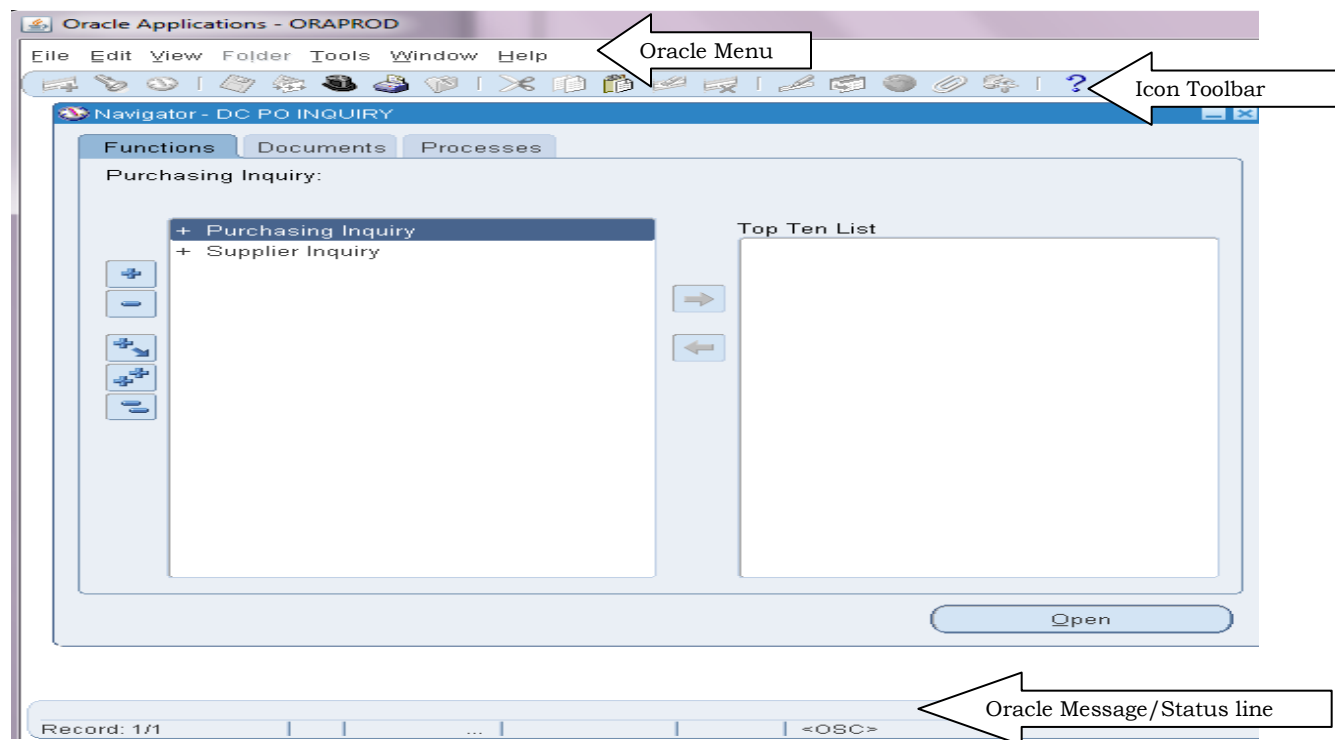 Oracle Applications - ORAPROD
File Edit View Folder Tools Window Help
Oracle Menu
?
Icon Toolbar
Navigator - DC PO INQUIRY
Functions Documents Processes
Purchasing Inquiry:
+ Purchasing Inquiry
+ Supplier Inquiry
Top Ten List
Open
Oracle Message/Status line
Record: 1/1 ... <OSC>